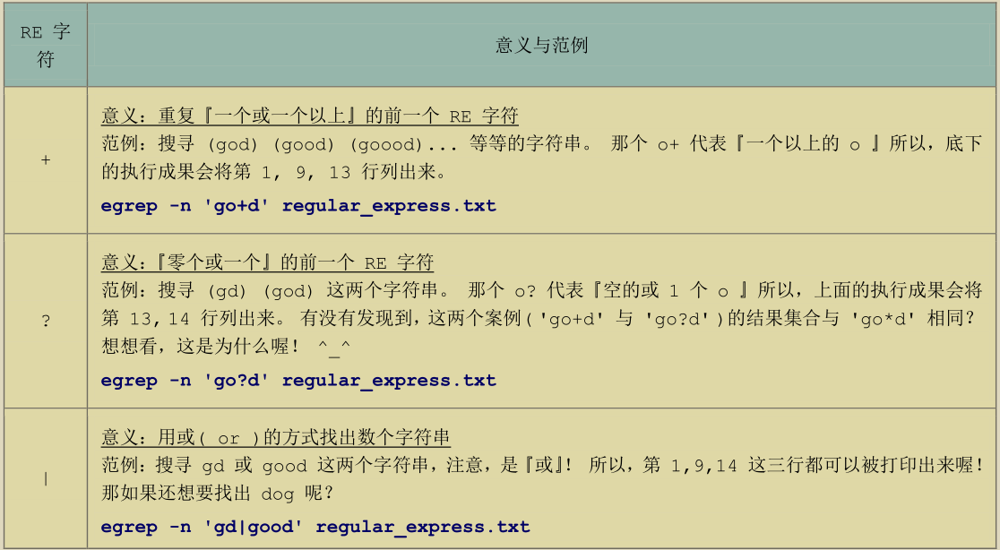 RE 字
符
意义与范例
+
意义：重复『一个或一个以上』的前一个 RE 字符
范例：搜寻 (god) (good) (goood)... 等等的字符串。 那个 o+ 代表『一个以上的 o 』所以，底下
的执行成果会将第 1, 9, 13 行列出来。
egrep -n 'go+d' regular_express.txt
?
意义：『零个或一个』的前一个 RE 字符
范例：搜寻 (gd) (god) 这两个字符串。 那个 o? 代表『空的或 1 个 o 』所以，上面的执行成果会将
第 13,14 行列出来。 有没有发现到，这两个案例( 'go+d' 与 'go?d' )的结果集合与 'go*d' 相同？
想想看，这是为什么喔！ ^_^
egrep -n 'go?d' regular_express.txt
|
意义：用或( or )的方式找出数个字符串
范例：搜寻 gd 或 good 这两个字符串，注意，是『或』！ 所以，第 1,9,14 这三行都可以被打印出来喔！
那如果还想要找出 dog 呢？
egrep -n 'gd|good' regular_express.txt